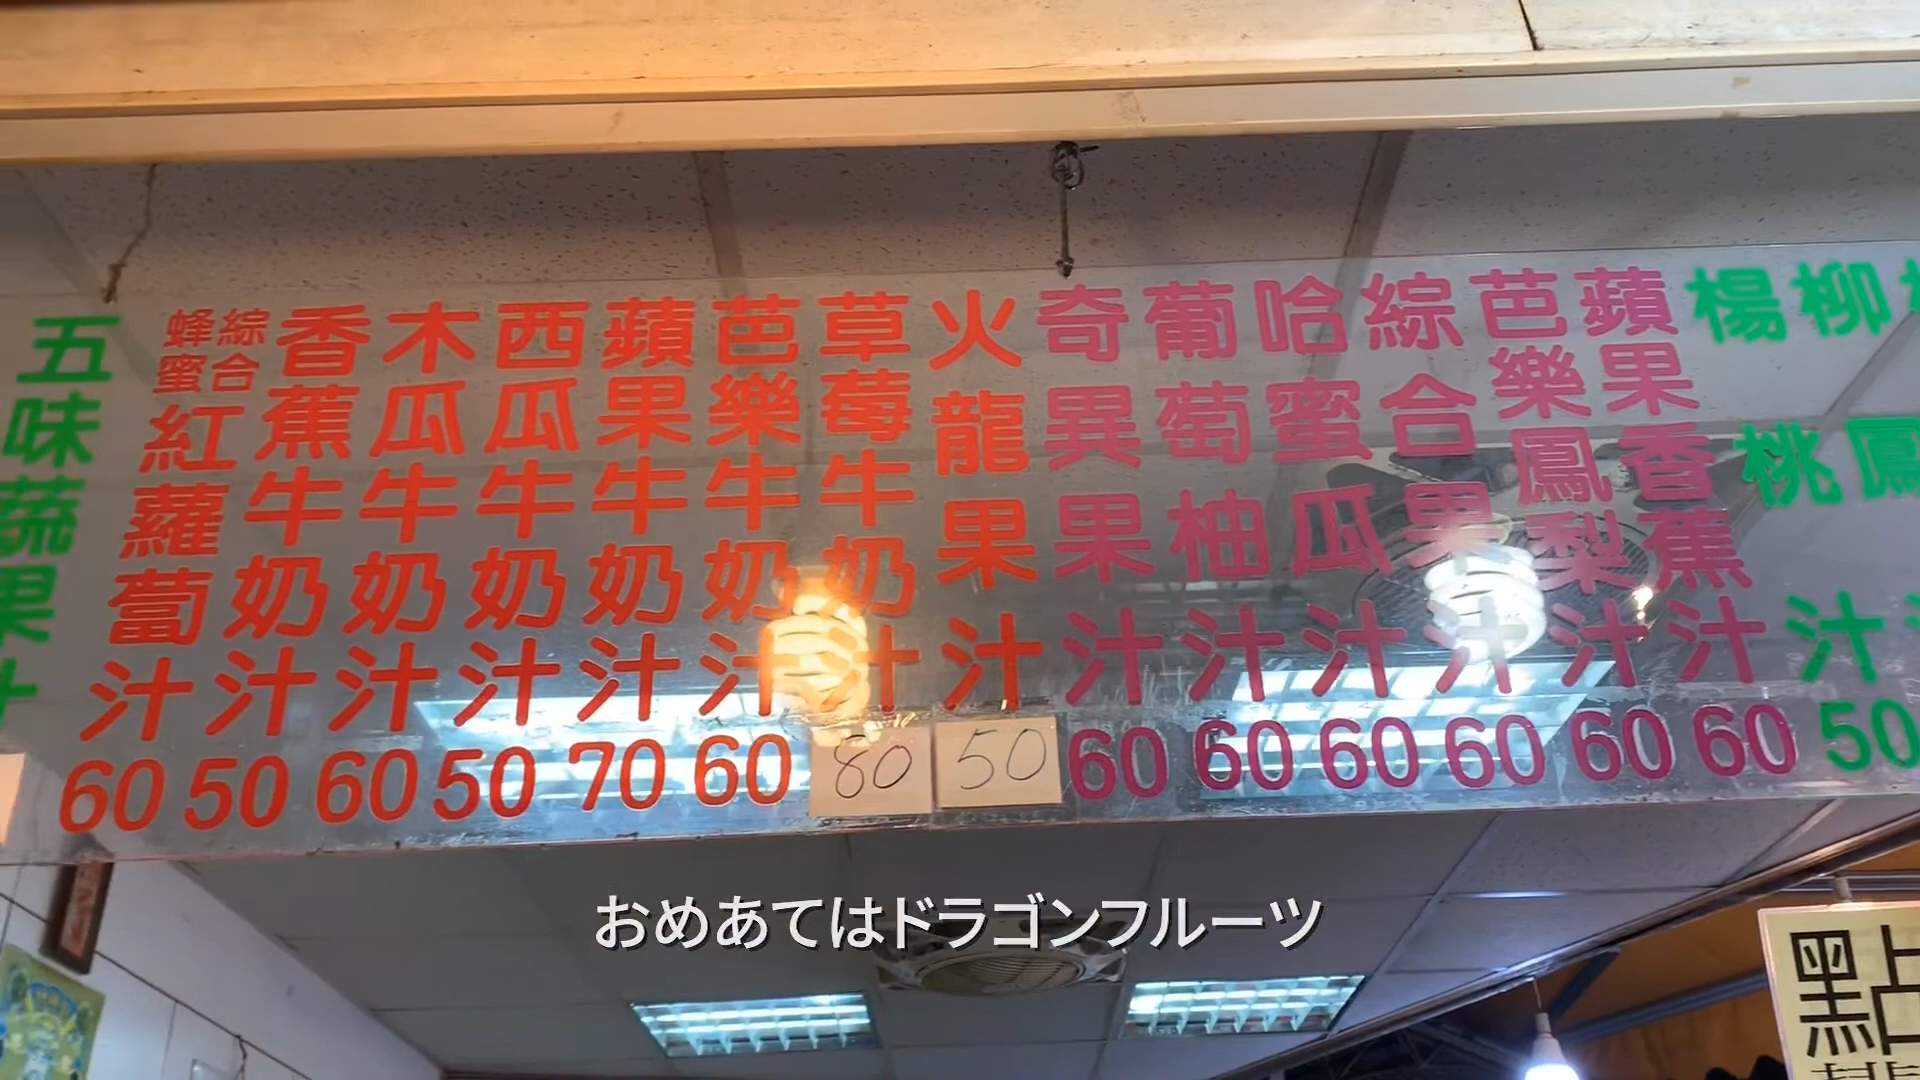 五味蔬果汁
蜂蜜綜合紅蘿蔔汁 60
香蕉牛奶汁 50
木瓜牛奶汁 60
西瓜牛奶汁 50
蘋果牛奶汁 70
芭樂牛奶汁 60
草莓牛奶汁 80
火龍果汁 50
奇異果汁 60
葡萄柚汁 60
哈蜜瓜汁 60
綜合果汁 60
芭樂鳳梨汁 60
蘋果香蕉汁 60
楊桃汁 50
柳
おめあてはドラゴンフルーツ
點